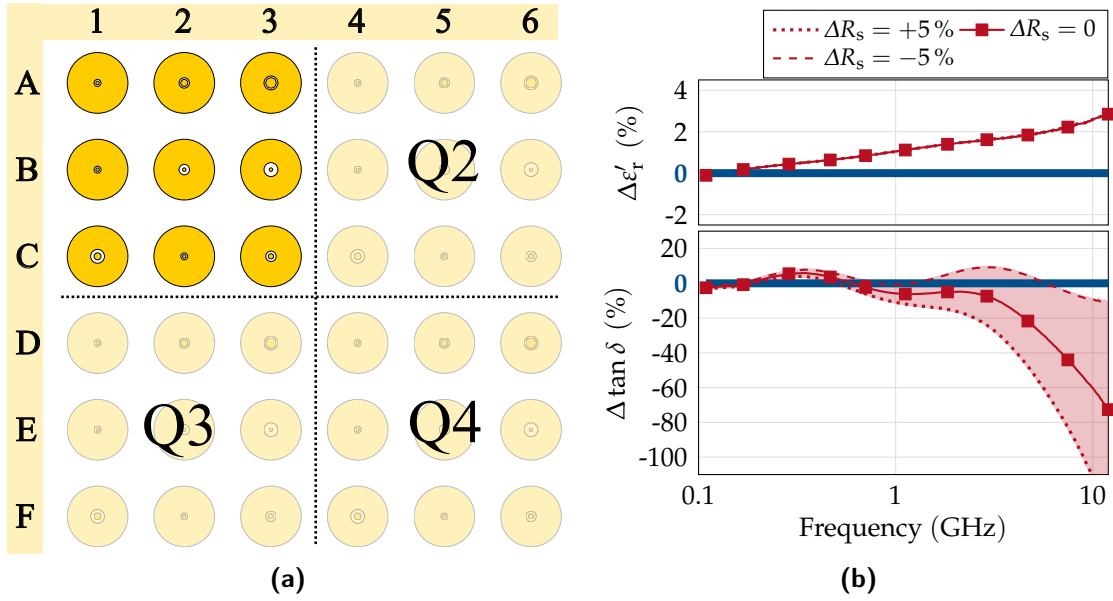 1 2 3 4 5 6
A
B
C
D
E
F
Q2
Q3
Q4
(a)
ΔRs = +5 % ΔRs = 0
ΔRs = −5 %
Δε′r (%)
4
2
0
-2
Δ tan δ (%)
20
0
-20
-40
-60
-80
-100
0.1 1 10
Frequency (GHz)
(b)